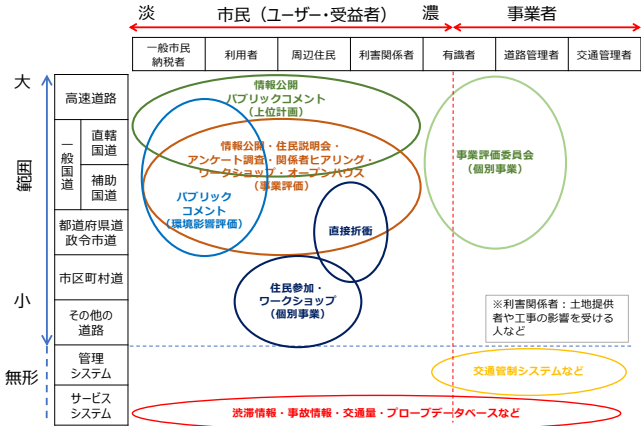 淡 市民（ユーザー・受益者） 濃 事業者
一般市民
納税者
利用者
周辺住民
利害関係者
有識者
道路管理者
交通管理者
大
範囲
小
無形
高速道路
一般国道
直轄
国道
補助
国道
都道府県道
政令市道
市区町村道
その他の
道路
管理
システム
サービス
システム
情報公開
パブリックコメント
（上位計画）
情報公開・住民説明会・
アンケート調査・関係者ヒアリング・
ワークショップ・オープンハウス
（事業評価）
パブリック
コメント
（環境影響評価）
直接折衝
住民参加・
ワークショップ
（個別事業）
事業評価委員会
（個別事業）
※利害関係者：土地提供
者や工事の影響を受ける
人など
交通管制システムなど
渋滞情報・事故情報・交通量・プローブデータベースなど